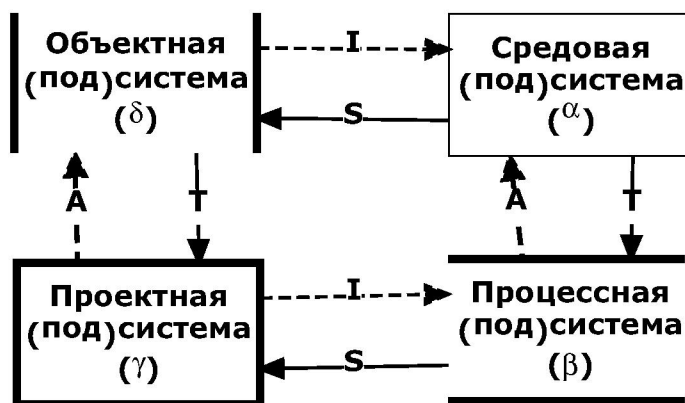 Объектная
(под)система
(δ)
I
Средовая
(под)система
(α)
S
A
T
A
T
Проектная
(под)система
(γ)
I
Процессная
(под)система
(β)
S